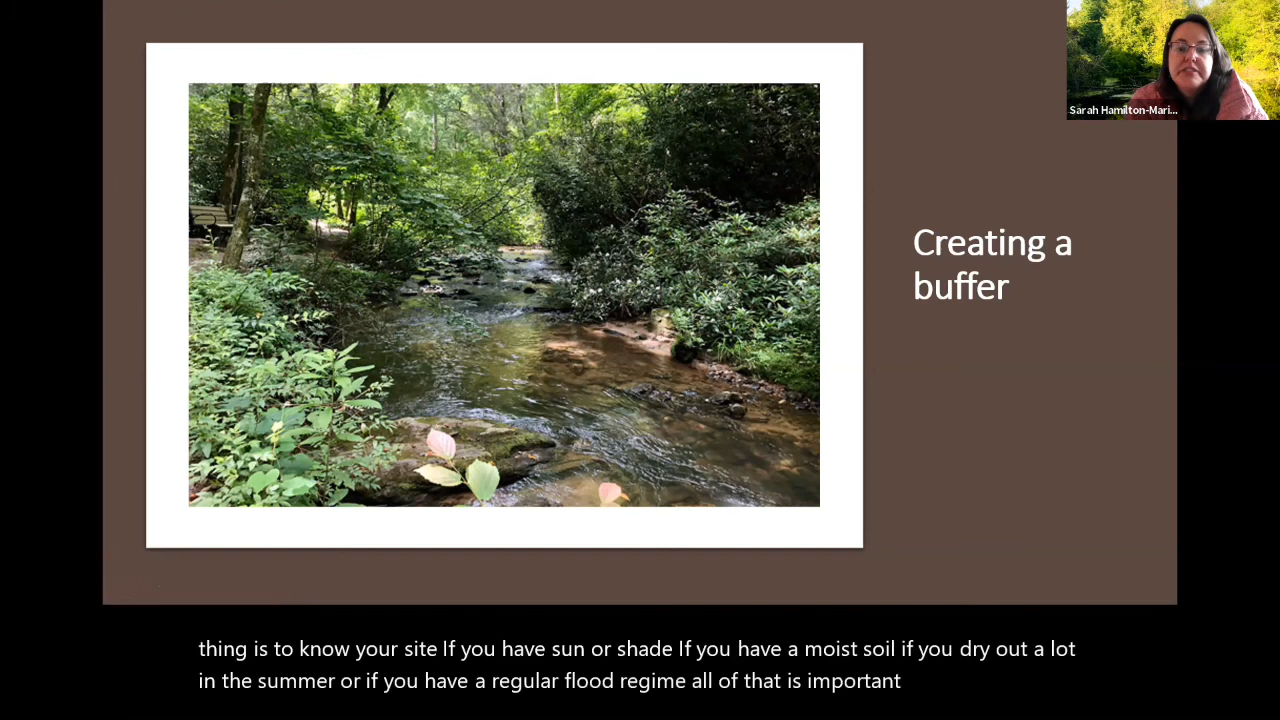 Sarah Hamilton-Mari...
Creating a
buffer
thing is to know your site If you have sun or shade If you have a moist soil if you dry out a lot
in the summer or if you have a regular flood regime all of that is important